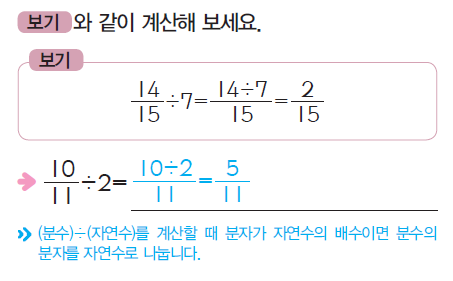 보기 와 같이 계산해 보세요.
보기
14/15÷7=14÷7/15=2/15
10/11÷2=10÷2/11=5/11
(분수)÷(자연수)를 계산할 때 분자가 자연수의 배수이면 분수의
분자를 자연수로 나눕니다.